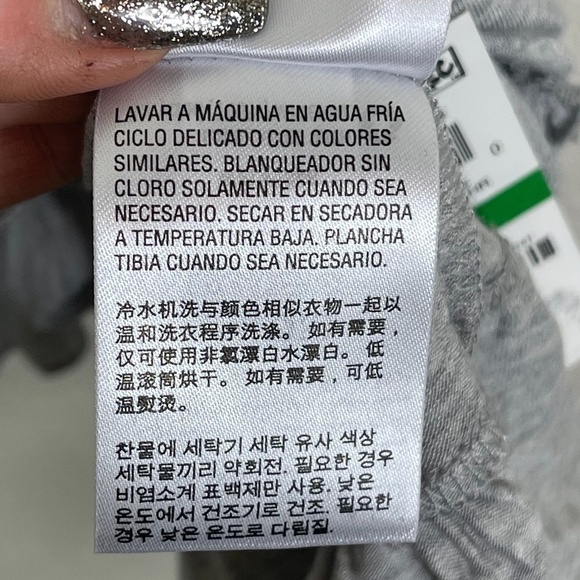 LAVAR A MÁQUINA EN AGUA FRÍA
CICLO DELICADO CON COLORES
SIMILARES. BLANQUEADOR SIN
CLORO SOLAMENTE CUANDO SEA
NECESARIO. SECAR EN SECADORA
A TEMPERATURA BAJA. PLANCHA
TIBIA CUANDO SEA NECESARIO.
冷水机洗与颜色相似衣物一起以
温和洗衣程序洗涤。 如有需要，
仅可使用非氯漂白水漂白。 低
温滚筒烘干。 如有需要，可低
温熨烫。
찬물에 세탁기 세탁 유사 색상
세탁물끼리 약회전. 필요한 경우
비염소계 표백제만 사용. 낮은
온도에서 건조기로 건조. 필요한
경우 낮은 온도로 다림질.
0